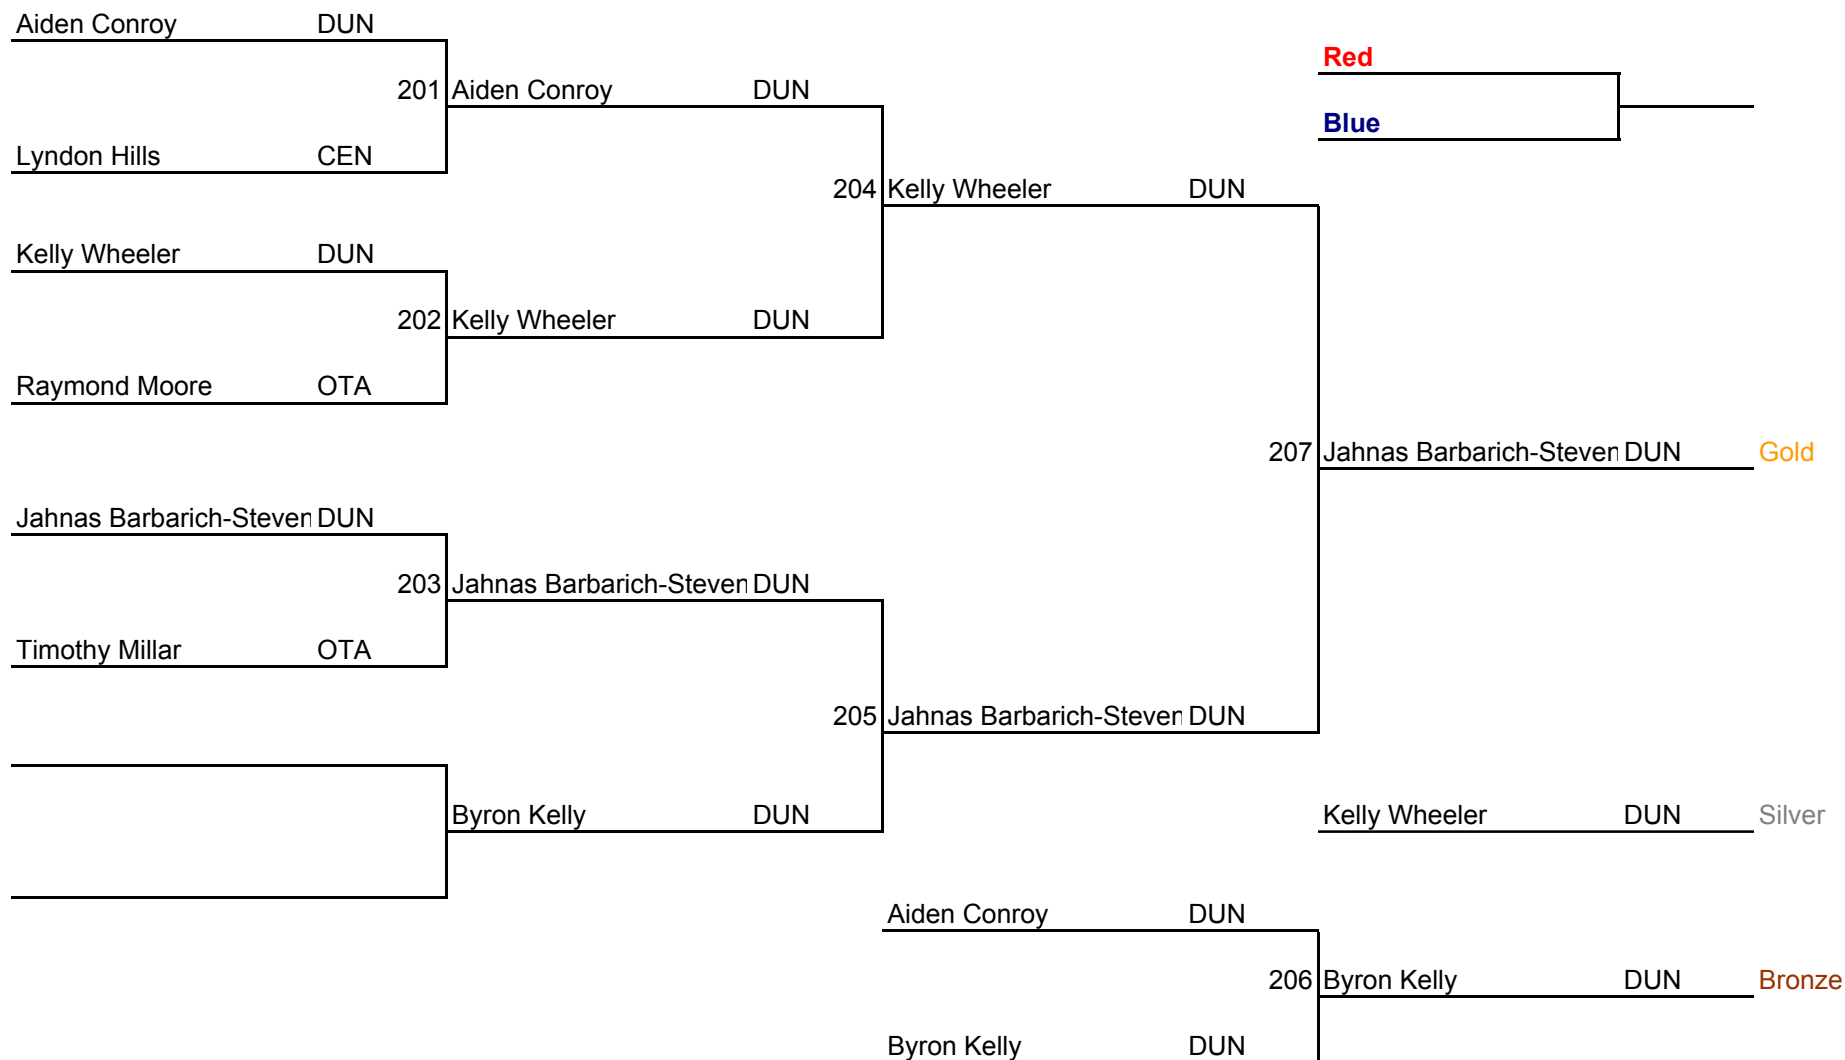 Aiden Conroy DUN
Red
201 Aiden Conroy DUN
Blue
Lyndon Hills CEN
204 Kelly Wheeler DUN
Kelly Wheeler DUN
202 Kelly Wheeler DUN
Raymond Moore OTA
207 Jahnas Barbarich-Steven DUN Gold
Jahnas Barbarich-Steven DUN
203 Jahnas Barbarich-Steven DUN
Timothy Millar OTA
205 Jahnas Barbarich-Steven DUN
Byron Kelly DUN
Kelly Wheeler DUN Silver
Aiden Conroy DUN
206 Byron Kelly DUN Bronze
Byron Kelly DUN